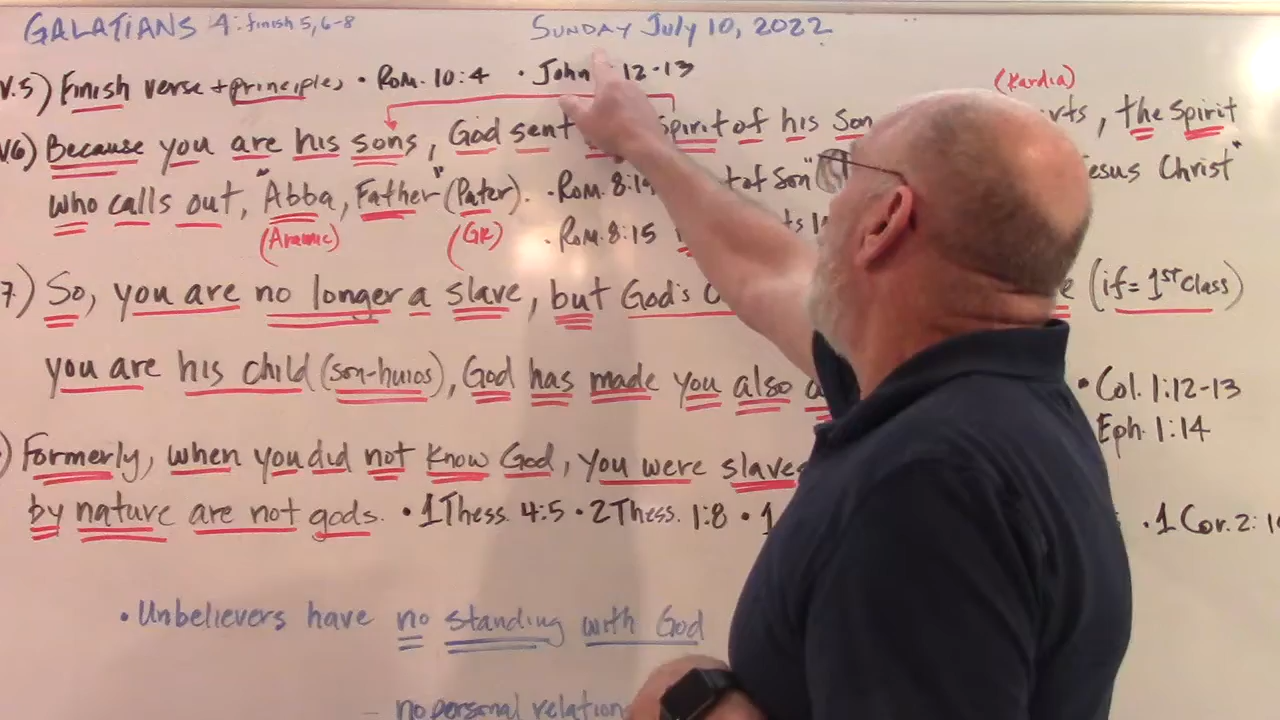 GALATIANS 4: finish 5, 6-8
SUNDAY July 10, 2022
V.5) Finish verse + principles • Rom. 10:4 • John 12-13
(Kardia)
V6) Because you are his sons, God sent Spirit of his Son, the Spirit
who calls out, "Abba, Father" (Pater). • Rom. 8: of Son" esus Christ"
(Aramic) (GK) • Rom. 8:15
7.) So, you are no longer a slave, but God's (if = 1st Class)
you are his child (son-huios), God has made you also • Col. 1:12-13
Eph. 1:14
) Formerly, when you did not know God, you were slaves
by nature are not gods. • 1 Thess. 4:5 • 2 Thess. 1:8 • 1 • 1 Cor. 2:
• Unbelievers have no standing with God
- no personal relation